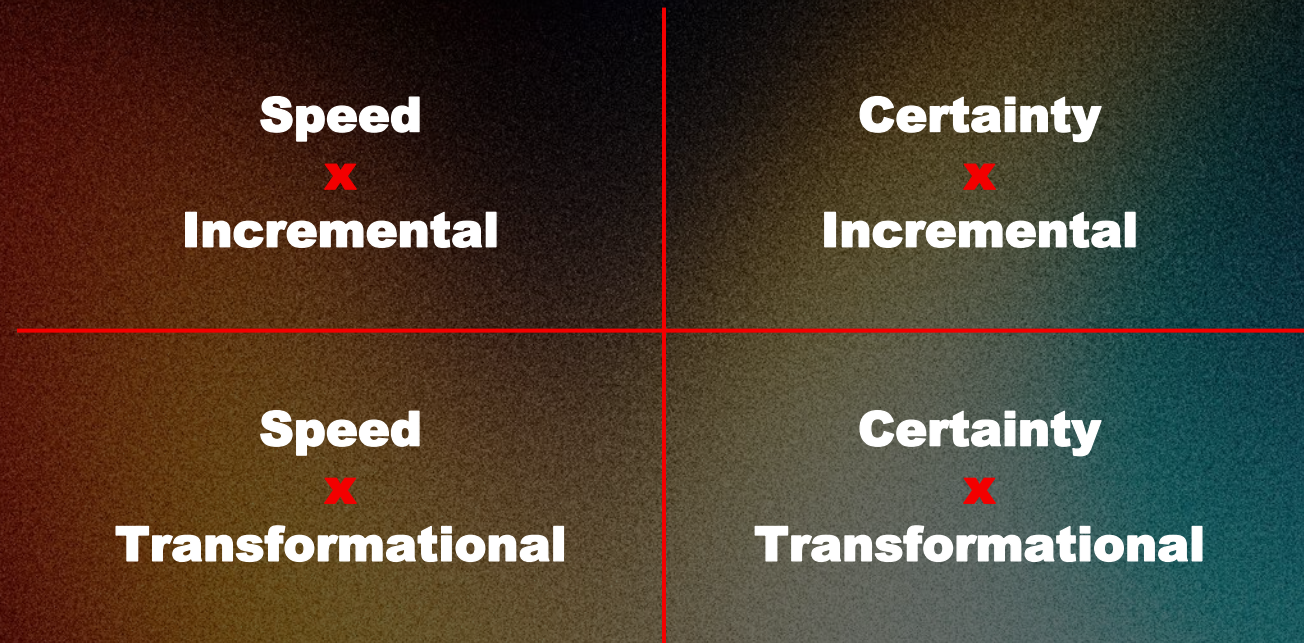 Speed
x
Incremental
Certainty
x
Incremental
Speed
x
Transformational
Certainty
x
Transformational